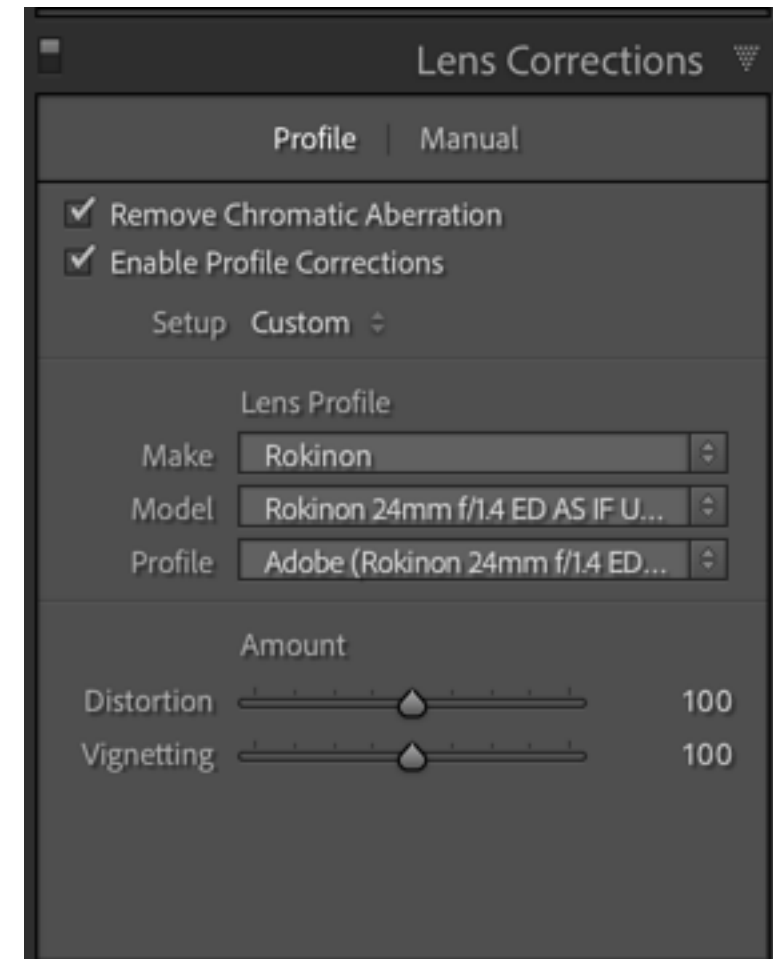 Lens Corrections
Profile | Manual
Remove Chromatic Aberration
Enable Profile Corrections
Setup Custom
Lens Profile
Make Rokinon
Model Rokinon 24mm f/1.4 ED AS IF U...
Profile Adobe (Rokinon 24mm f/1.4 ED...
Amount
Distortion 100
Vignetting 100